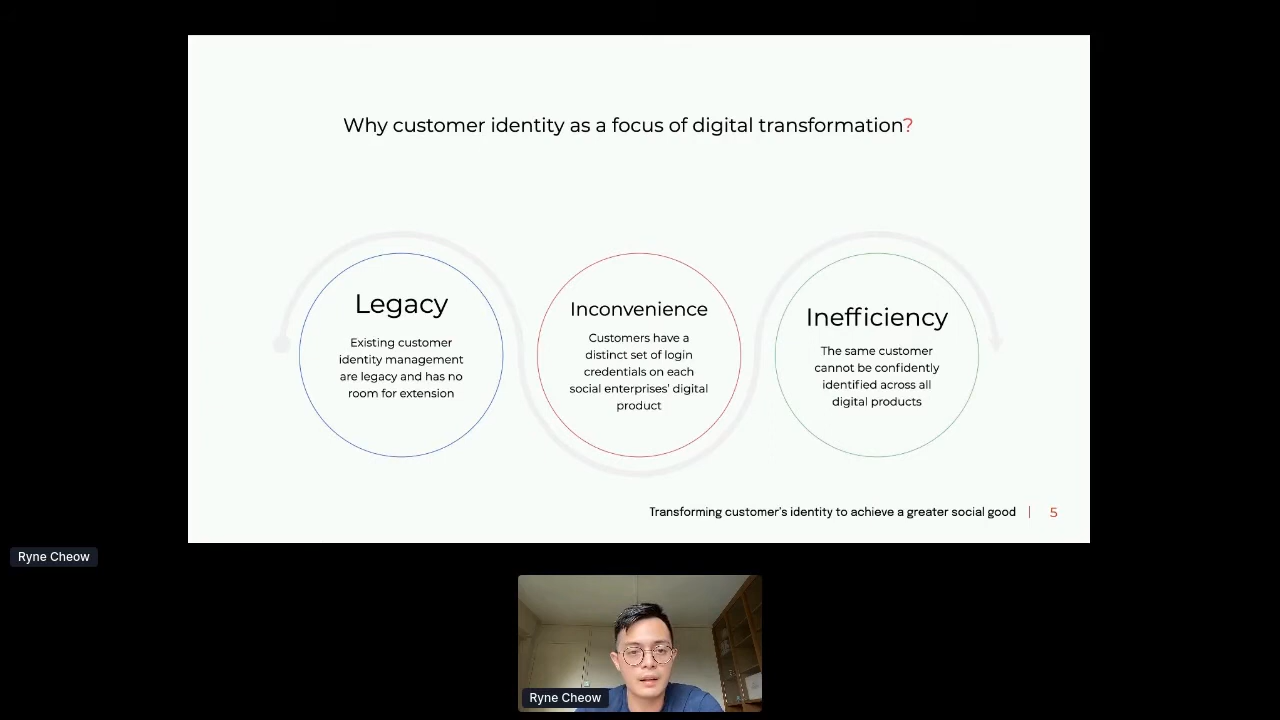 Why customer identity as a focus of digital transformation?
Legacy
Existing customer
identity management
are legacy and has no
room for extension
Inconvenience
Customers have a
distinct set of login
credentials on each
social enterprises' digital
product
Inefficiency
The same customer
cannot be confidently
identified across all
digital products
Transforming customer's identity to achieve a greater social good | 5
Ryne Cheow
Ryne Cheow